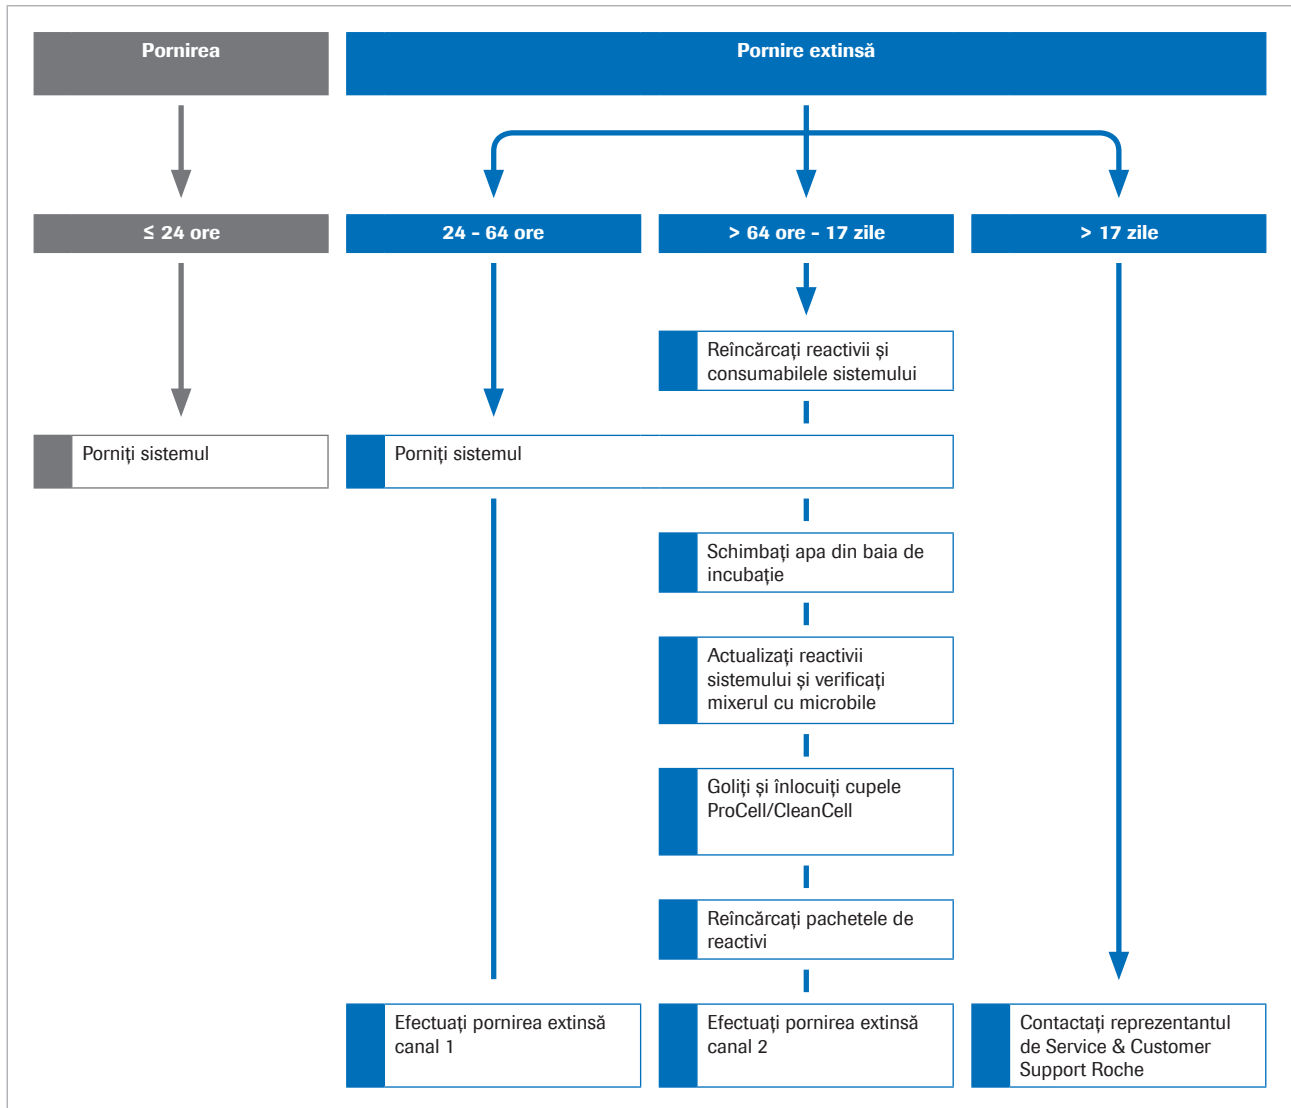 Pornirea
Pornire extinsă
≤ 24 ore
24 - 64 ore
> 64 ore - 17 zile
> 17 zile
Reîncărcați reactivii și
consumabilele sistemului
Porniți sistemul
Porniți sistemul
Schimbați apa din baia de
incubație
Actualizați reactivii
sistemului și verificați
mixerul cu microbile
Goliți și înlocuiți cupele
ProCell/CleanCell
Reîncărcați pachetele de
reactivi
Efectuați pornirea extinsă
canal 1
Efectuați pornirea extinsă
canal 2
Contactați reprezentantul
de Service & Customer
Support Roche